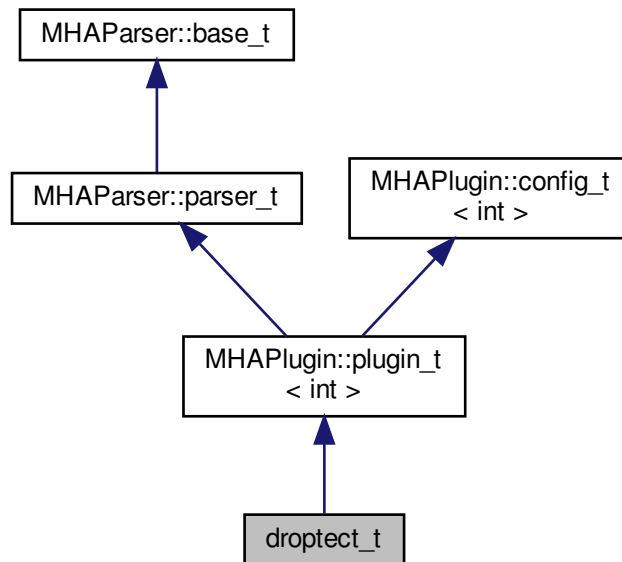 MHAParser::base_t
MHAParser::parser_t
MHAPlugin::config_t
< int >
MHAPlugin::plugin_t
< int >
droptect_t